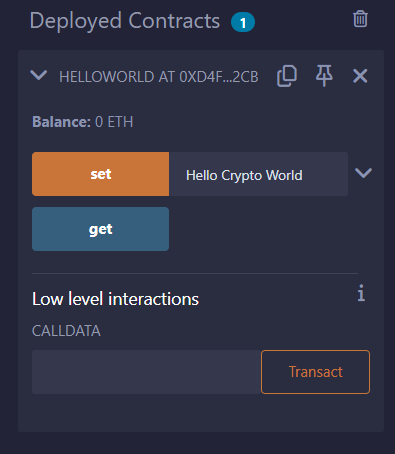 Deployed Contracts 1
HELLOWORLD AT 0XD4F...2CB
Balance: 0 ETH
set Hello Crypto World
get
Low level interactions
CALLDATA
Transact